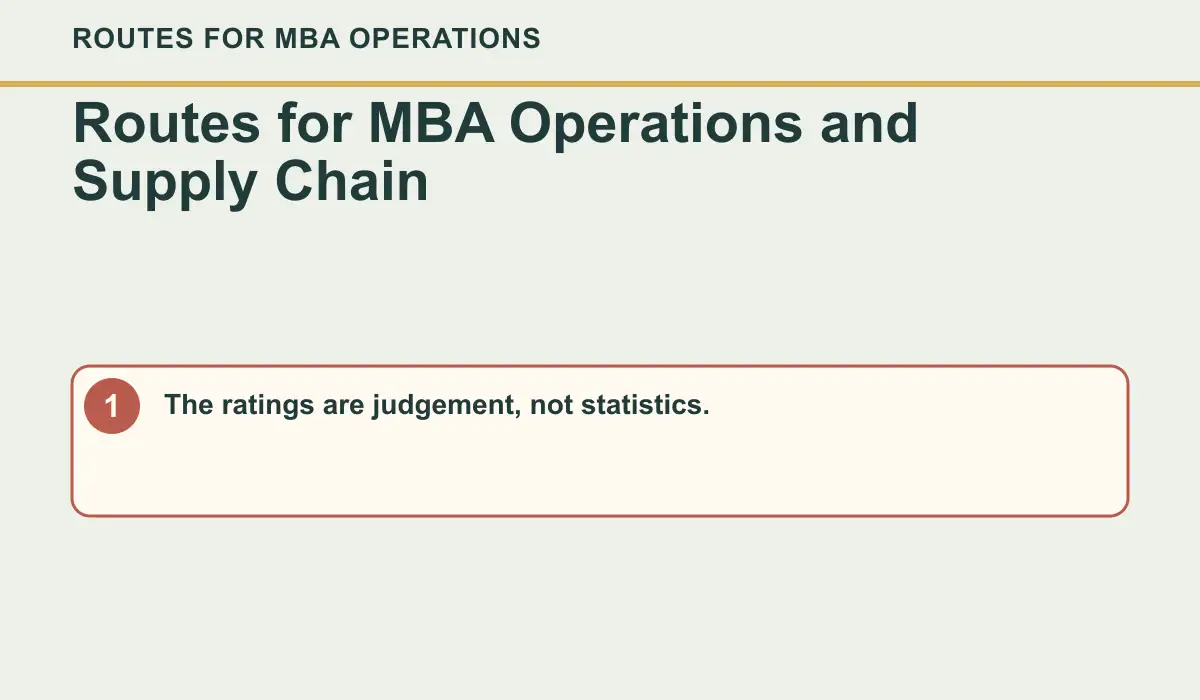 ROUTES FOR MBA OPERATIONS
Routes for MBA Operations and
Supply Chain
1
The ratings are judgement, not statistics.